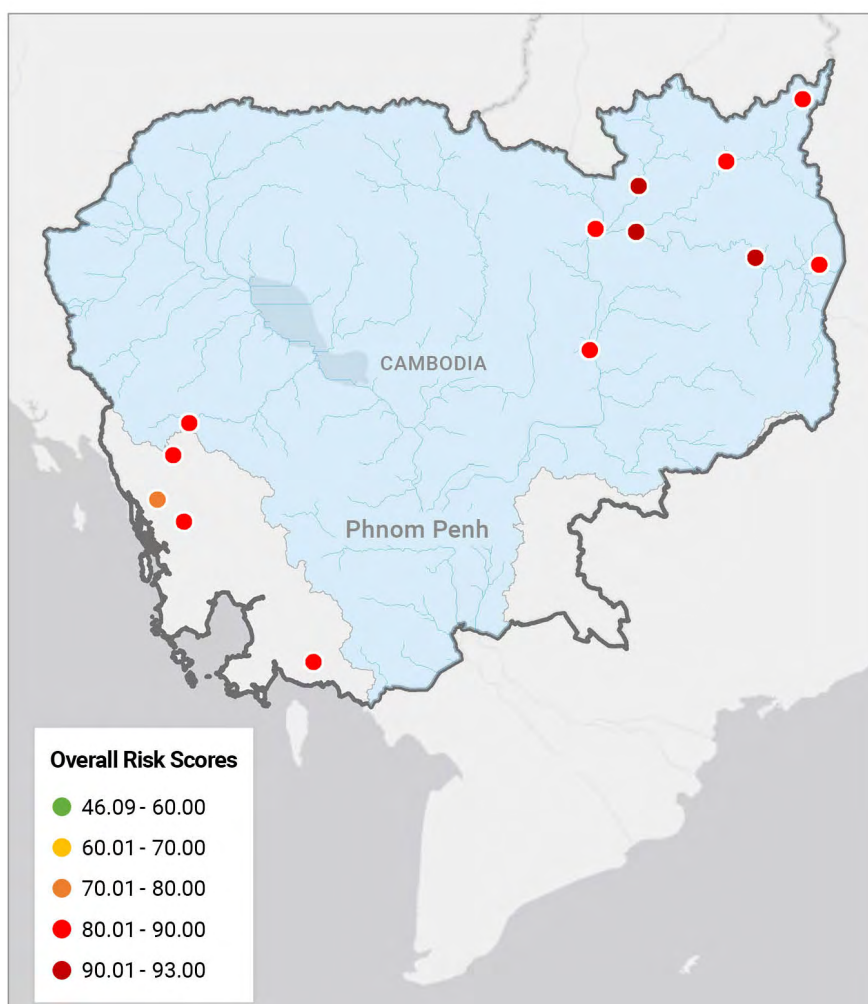 CAMBODIA
Phnom Penh
Overall Risk Scores
46.09 - 60.00
60.01 - 70.00
70.01 - 80.00
80.01 - 90.00
90.01 - 93.00